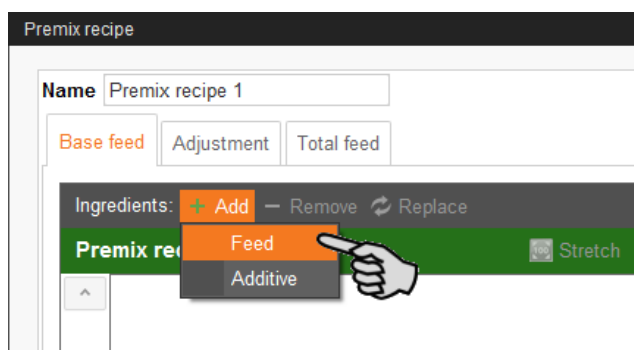 Premix recipe
Name Premix recipe 1
Base feed Adjustment Total feed
Ingredients: + Add − Remove Replace
Premix rec 100 Stretch
Feed
Additive